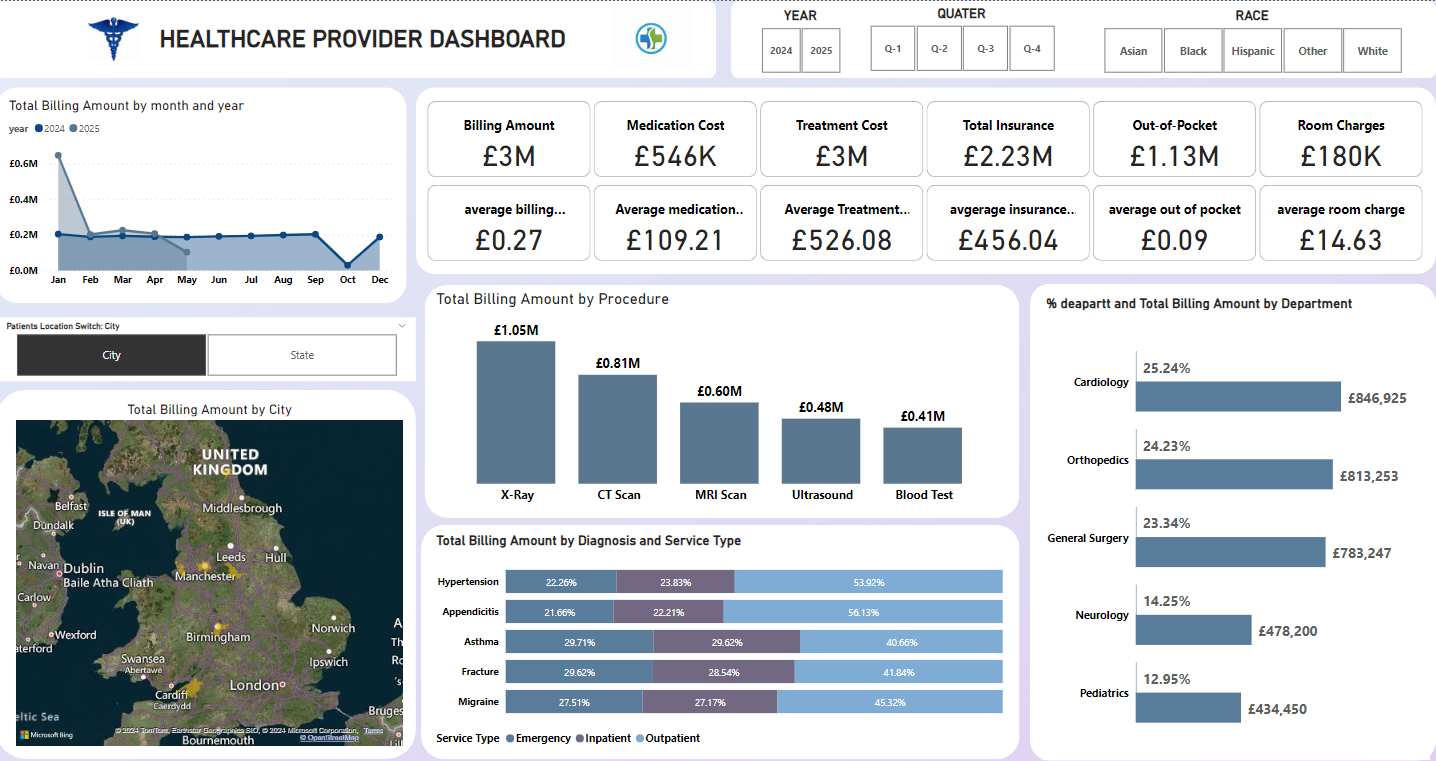 HEALTHCARE PROVIDER DASHBOARD
YEAR
2024
2025
QUATER
Q-1
Q-2
Q-3
Q-4
RACE
Asian
Black
Hispanic
Other
White
Total Billing Amount by month and year
year 2024 2025
£0.6M
£0.4M
£0.2M
£0.0M
Jan Feb Mar Apr May Jun Jul Aug Sep Oct Dec
Billing Amount
£3M
Medication Cost
£546K
Treatment Cost
£3M
Total Insurance
£2.23M
Out-of-Pocket
£1.13M
Room Charges
£180K
average billing...
£0.27
Average medication..
£109.21
Average Treatment...
£526.08
avgerage insurance...
£456.04
average out of pocket
£0.09
average room charge
£14.63
Patients Location Switch: City
City
State
Total Billing Amount by City
UNITED
KINGDOM
Belfast
ISLE OF MAN
(UK)
Middlesbrough
Dundalk
Navan
Leeds
Hull
Dublin
Baile Atha Cliath
Manchester
Carlow
Wexford
Birmingham
Norwich
Swansea
Abertawe
Ipswich
London
Cardiff
Caerdydd
Bruges
Microsoft Bing
© 2024 TomTom, Earthstar Geographics SIO, © 2024 Microsoft Corporation, Terms
© OpenStreetMap
Bournemouth
Total Billing Amount by Procedure
£1.05M
£0.81M
£0.60M
£0.48M
£0.41M
X-Ray
CT Scan
MRI Scan
Ultrasound
Blood Test
Total Billing Amount by Diagnosis and Service Type
Hypertension 22.26% 23.83% 53.92%
Appendicitis 21.66% 22.21% 56.13%
Asthma 29.71% 29.62% 40.66%
Fracture 29.62% 28.54% 41.84%
Migraine 27.51% 27.17% 45.32%
Service Type Emergency Inpatient Outpatient
% deapartt and Total Billing Amount by Department
25.24%
Cardiology £846,925
24.23%
Orthopedics £813,253
23.34%
General Surgery £783,247
14.25%
Neurology £478,200
12.95%
Pediatrics £434,450